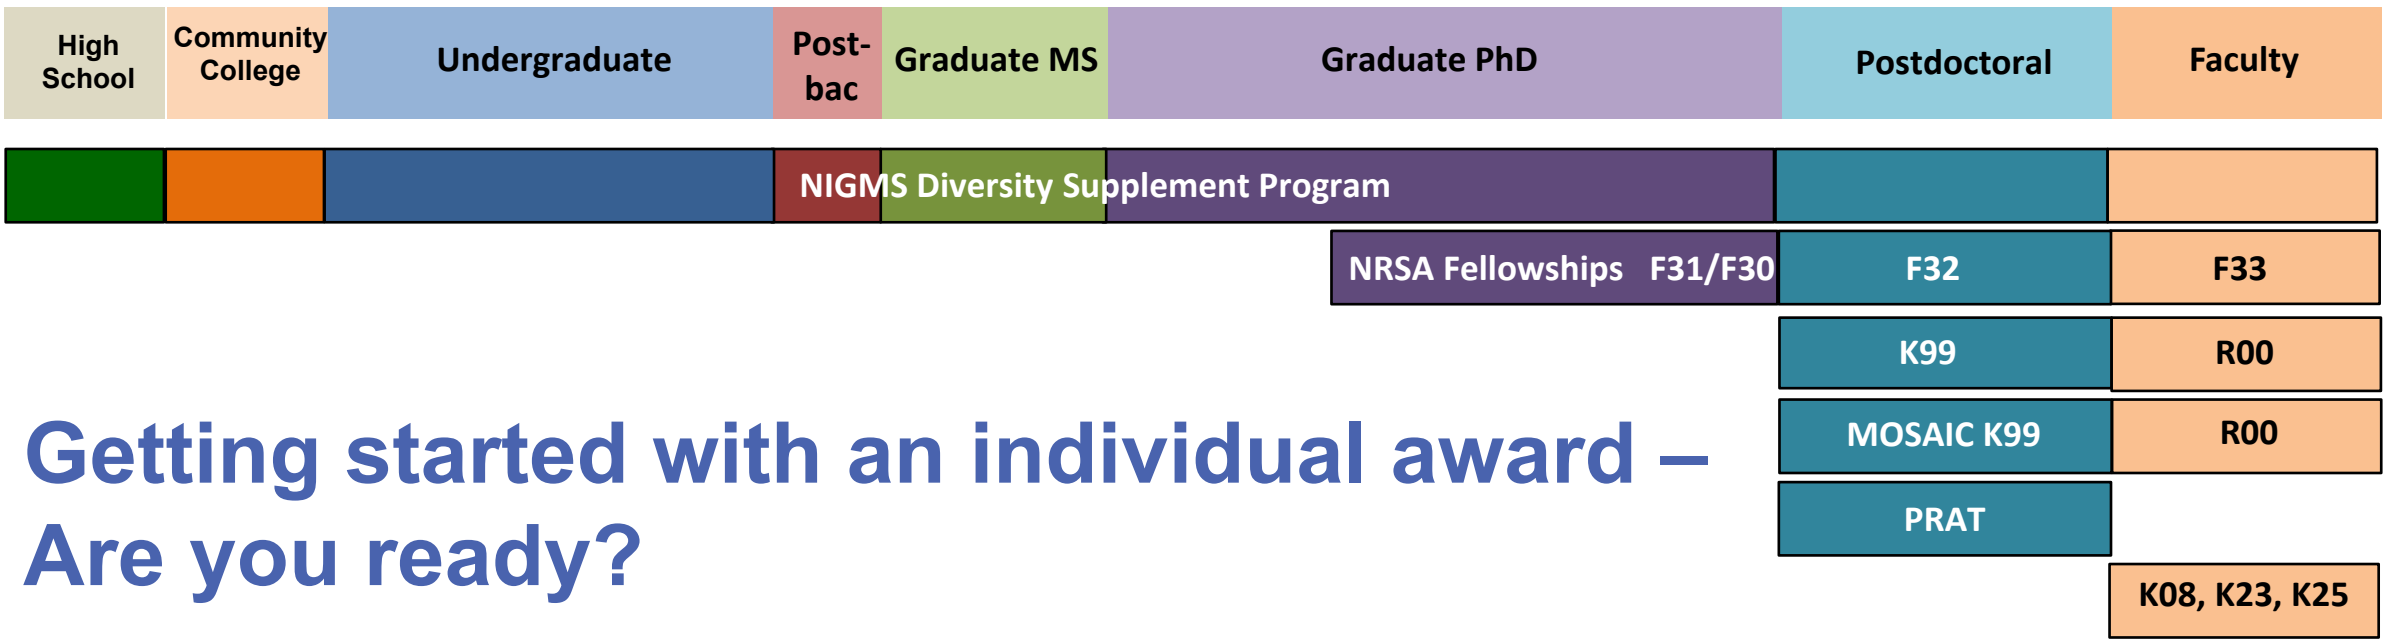 High
School
Community
College
Undergraduate
Post-
bac
Graduate MS
Graduate PhD
Postdoctoral
Faculty
NIGMS Diversity Supplement Program
NRSA Fellowships F31/F30
F32
F33
K99
R00
MOSAIC K99
R00
PRAT
K08, K23, K25
Getting started with an individual award –
Are you ready?